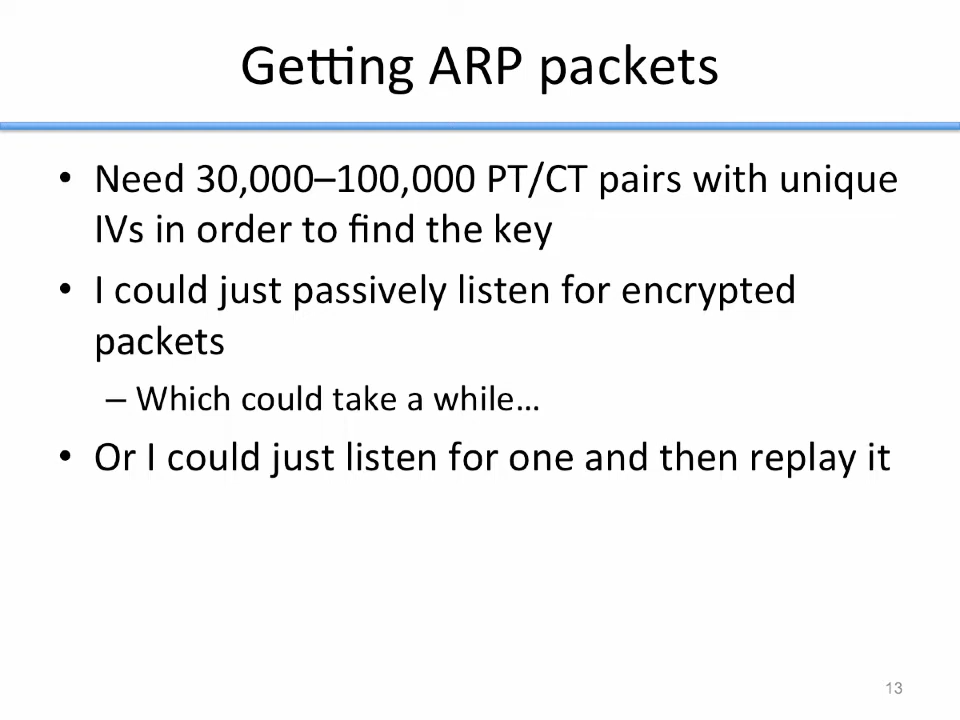 Getting ARP packets
• Need 30,000–100,000 PT/CT pairs with unique
IVs in order to find the key
• I could just passively listen for encrypted
packets
– Which could take a while…
• Or I could just listen for one and then replay it
13